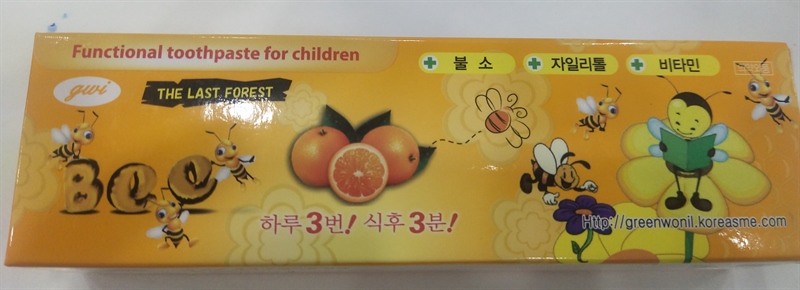 Functional toothpaste for children
불소
자일리톨
비타민
gwi
THE LAST FOREST
Bee
하루 3번! 식후 3분!
Http://greenwonil.koreasme.com